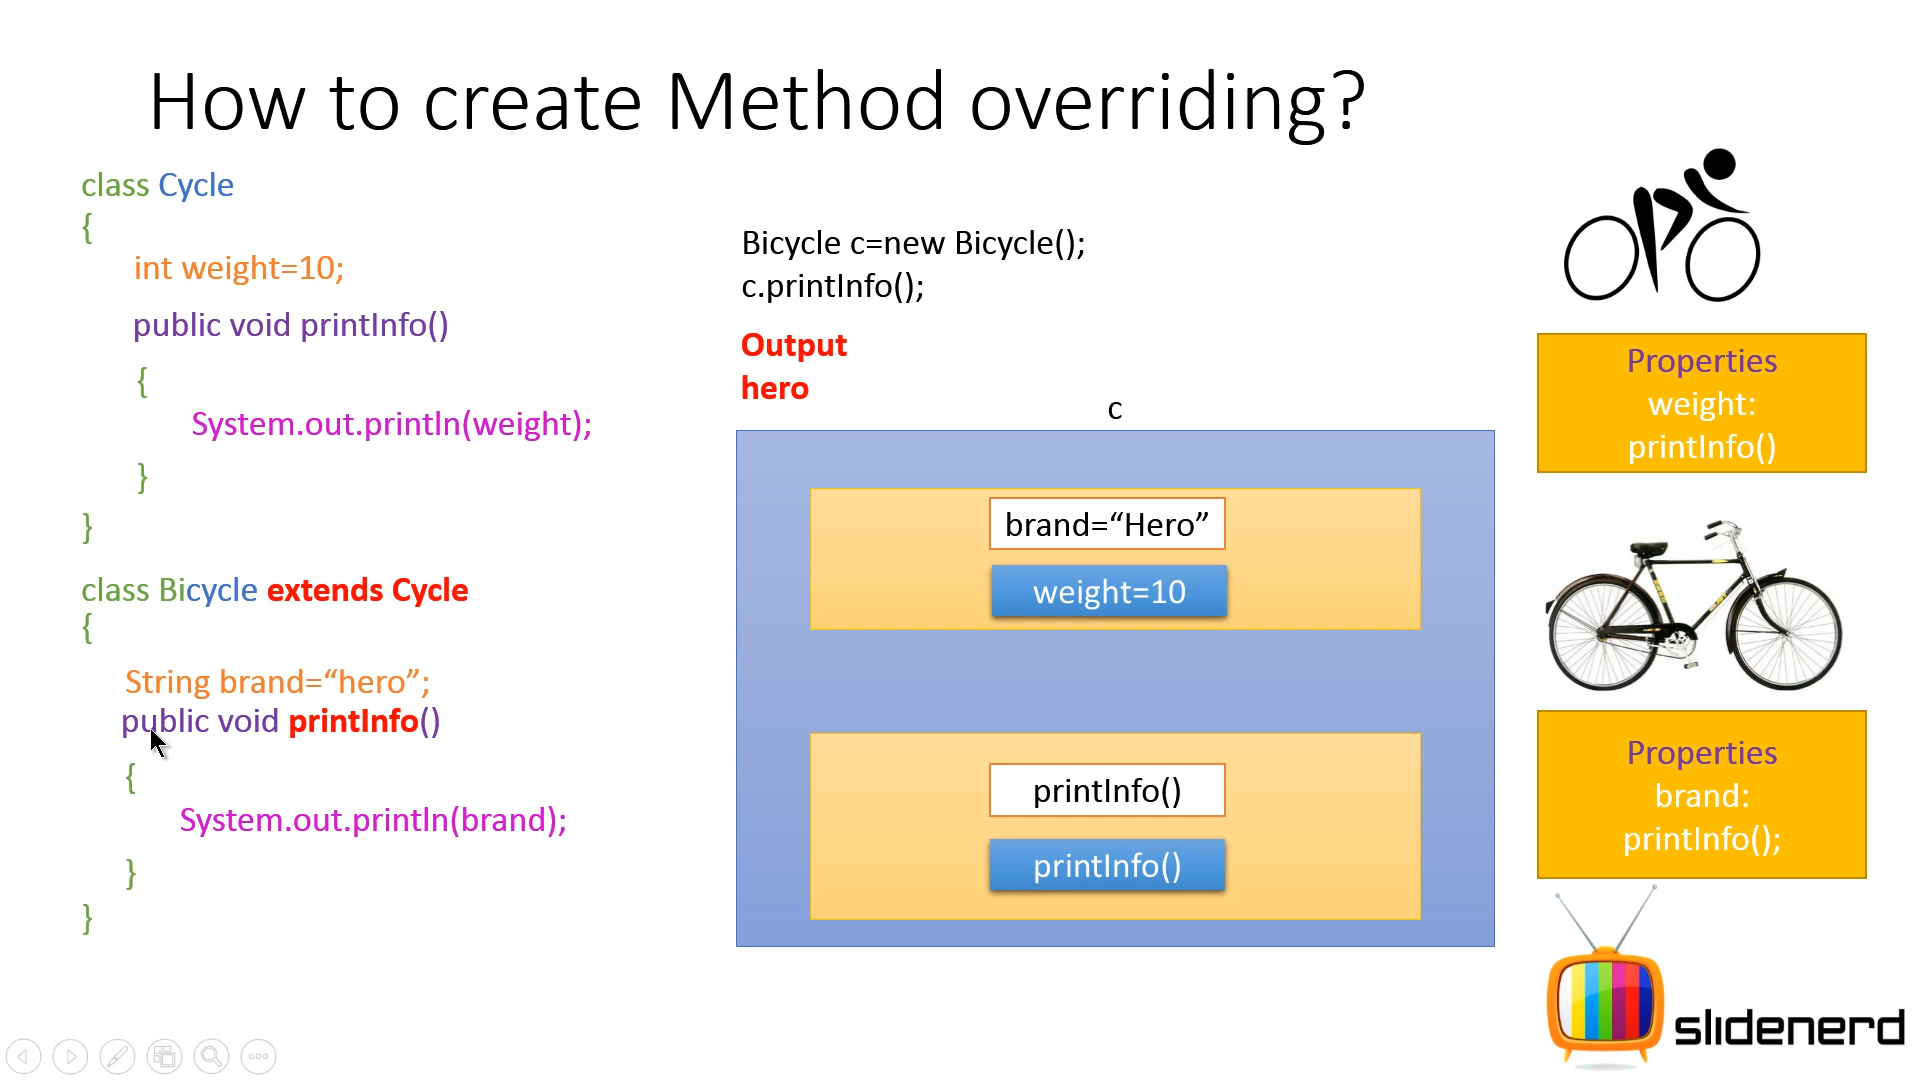 How to create Method overriding?
class Cycle
{
int weight=10;
public void printInfo()
{
System.out.println(weight);
}
}
class Bicycle extends Cycle
{
String brand=“hero”;
public void printInfo()
{
System.out.println(brand);
}
}
Bicycle c=new Bicycle();
c.printInfo();
Output
hero
c
brand=“Hero”
weight=10
printInfo()
printInfo()
Properties
weight:
printInfo()
Properties
brand:
printInfo();
slidenerd